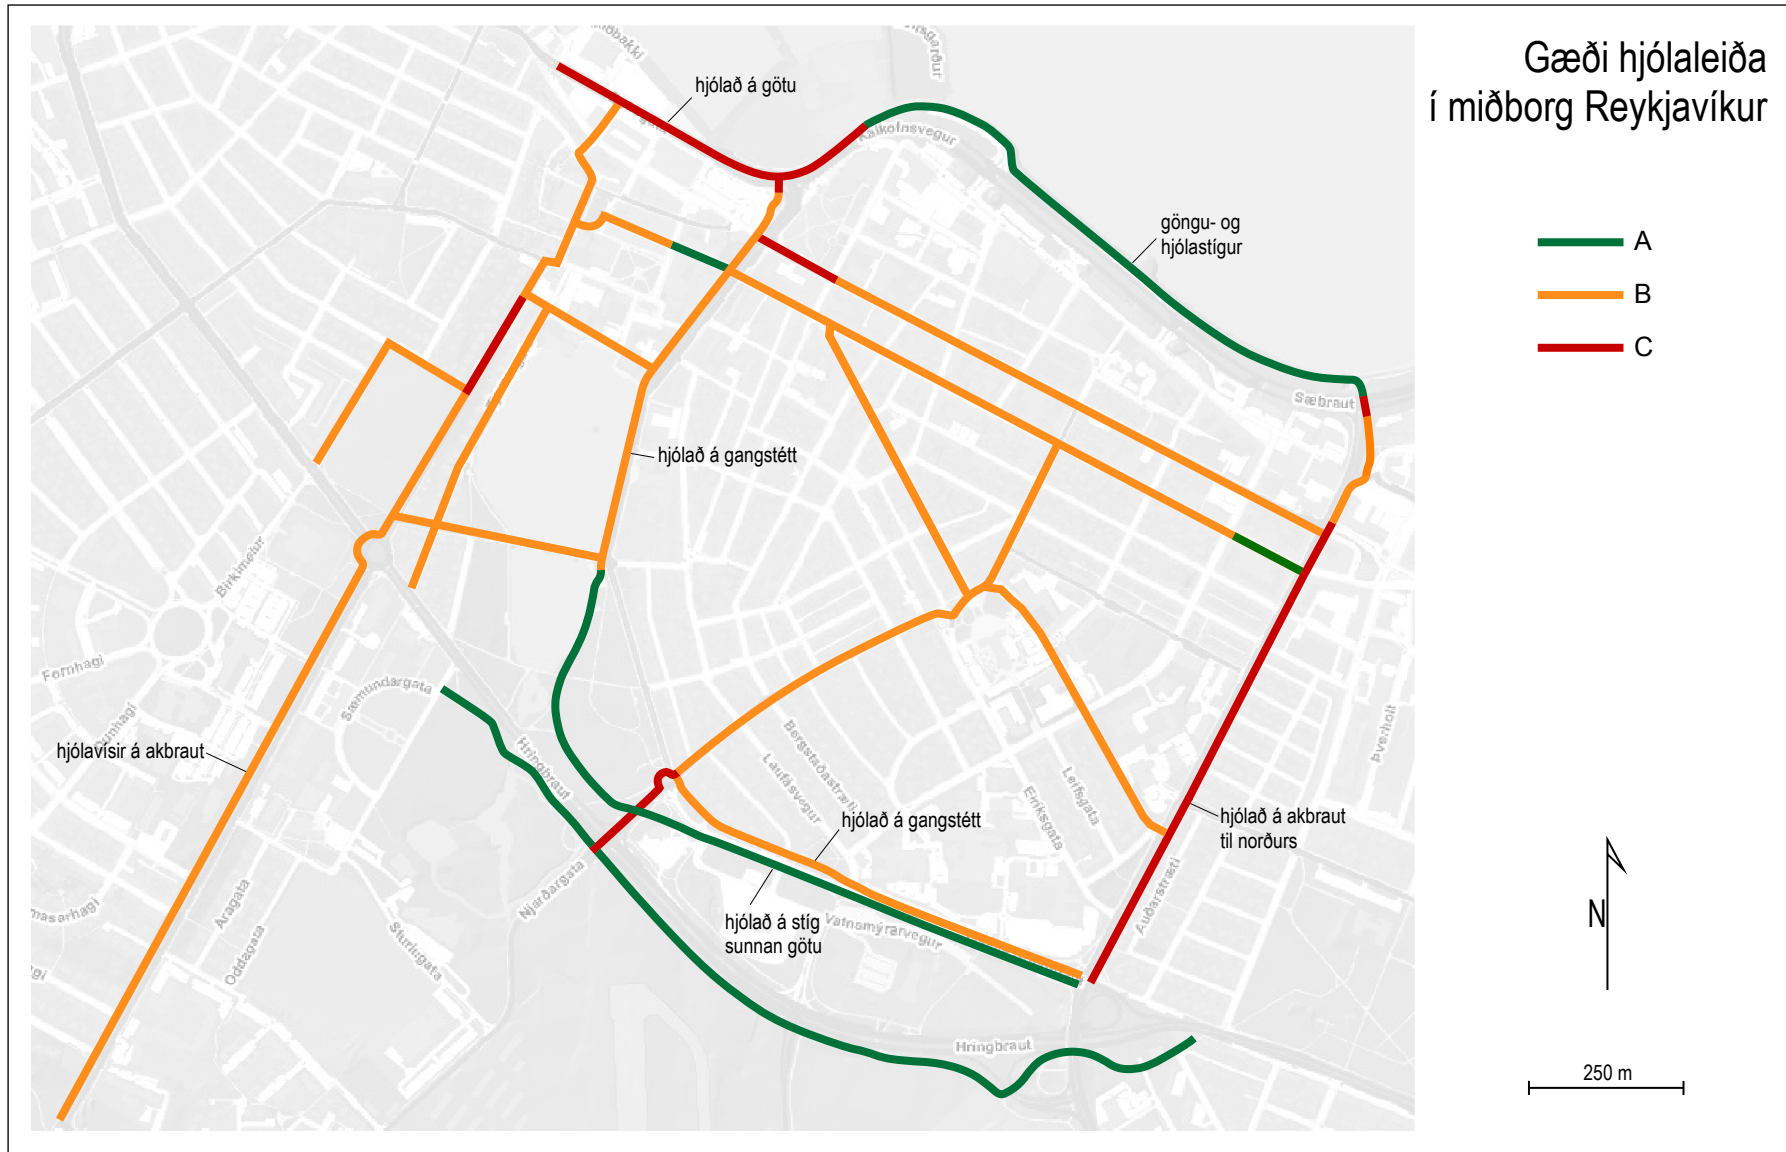 Gæði hjólaleiða
í miðborg Reykjavíkur
A
B
C
hjólað á götu
Kalkofnsvegur
göngu- og
hjólastígur
Sæbraut
hjólað á gangstétt
Birkimelur
Fornhagi
Sæmundargata
hjólavísir á akbraut
Hringbraut
Bergstaðastræti
Laufásvegur
Leifsgata
Eiríksgata
Þverholt
hjólað á gangstétt
hjólað á akbraut
til norðurs
Auðarstræti
Njarðargata
Aragata
Oddagata
Sturlugata
hjólað á stíg
sunnan götu
Vatnsmýrarvegur
Hringbraut
N
250 m